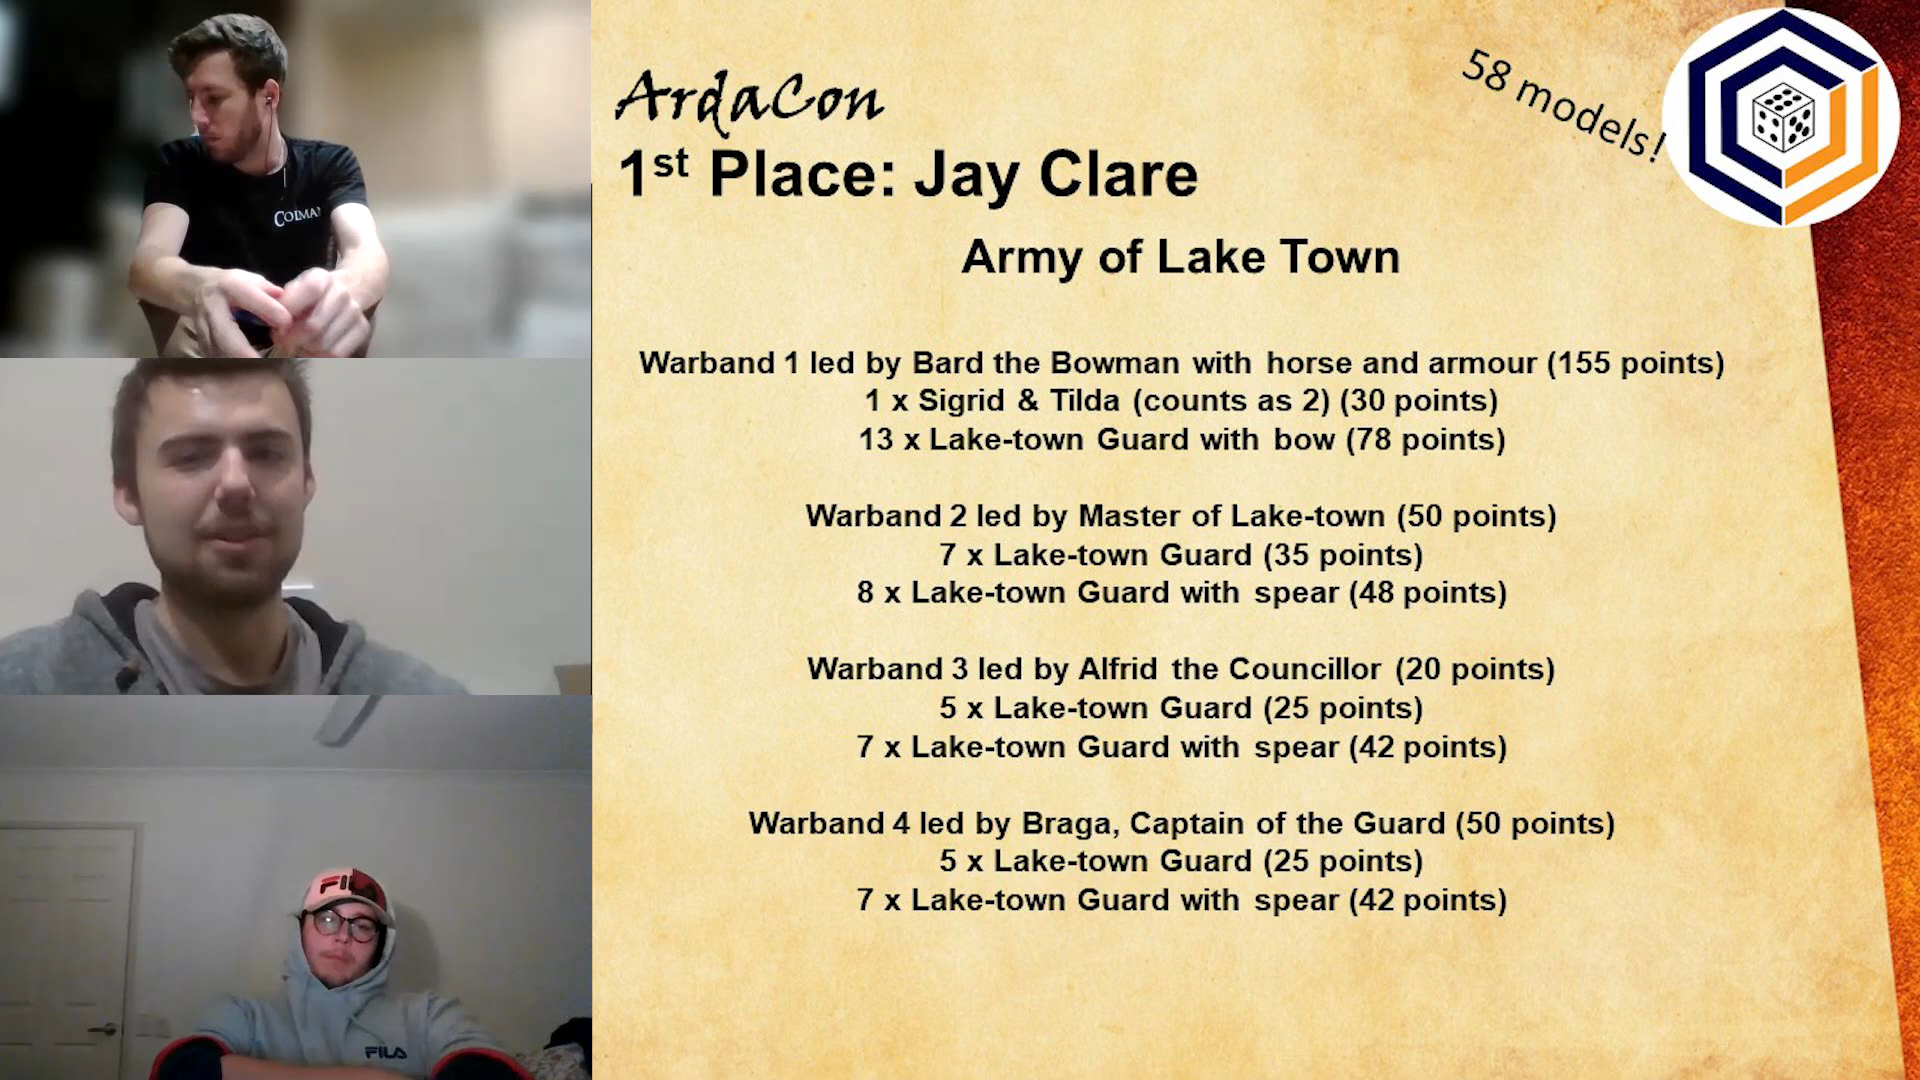 ArdaCon
58 models!
1st Place: Jay Clare
Army of Lake Town
Warband 1 led by Bard the Bowman with horse and armour (155 points)
1 x Sigrid & Tilda (counts as 2) (30 points)
13 x Lake-town Guard with bow (78 points)
Warband 2 led by Master of Lake-town (50 points)
7 x Lake-town Guard (35 points)
8 x Lake-town Guard with spear (48 points)
Warband 3 led by Alfrid the Councillor (20 points)
5 x Lake-town Guard (25 points)
7 x Lake-town Guard with spear (42 points)
Warband 4 led by Braga, Captain of the Guard (50 points)
5 x Lake-town Guard (25 points)
7 x Lake-town Guard with spear (42 points)
FILA
FILA